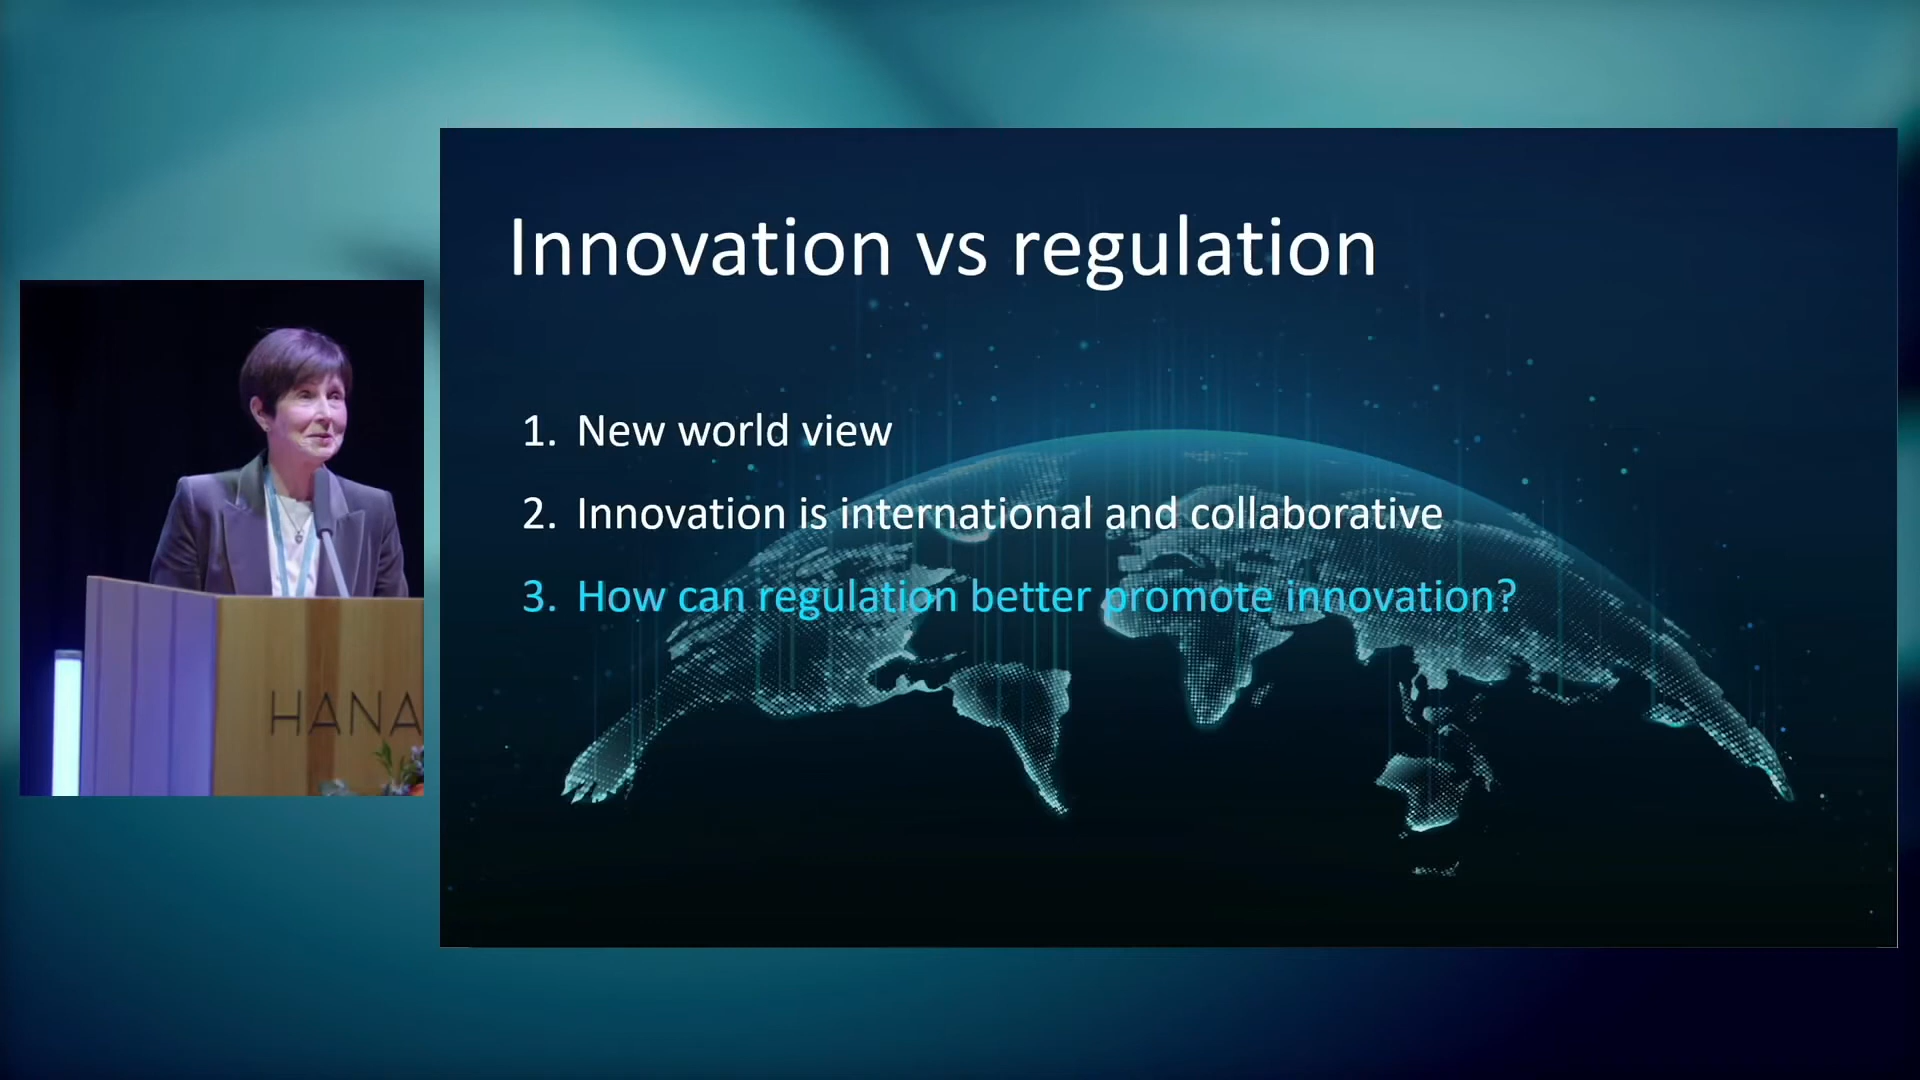 Innovation vs regulation
1. New world view
2. Innovation is international and collaborative
3. How can regulation better promote innovation?
HANA